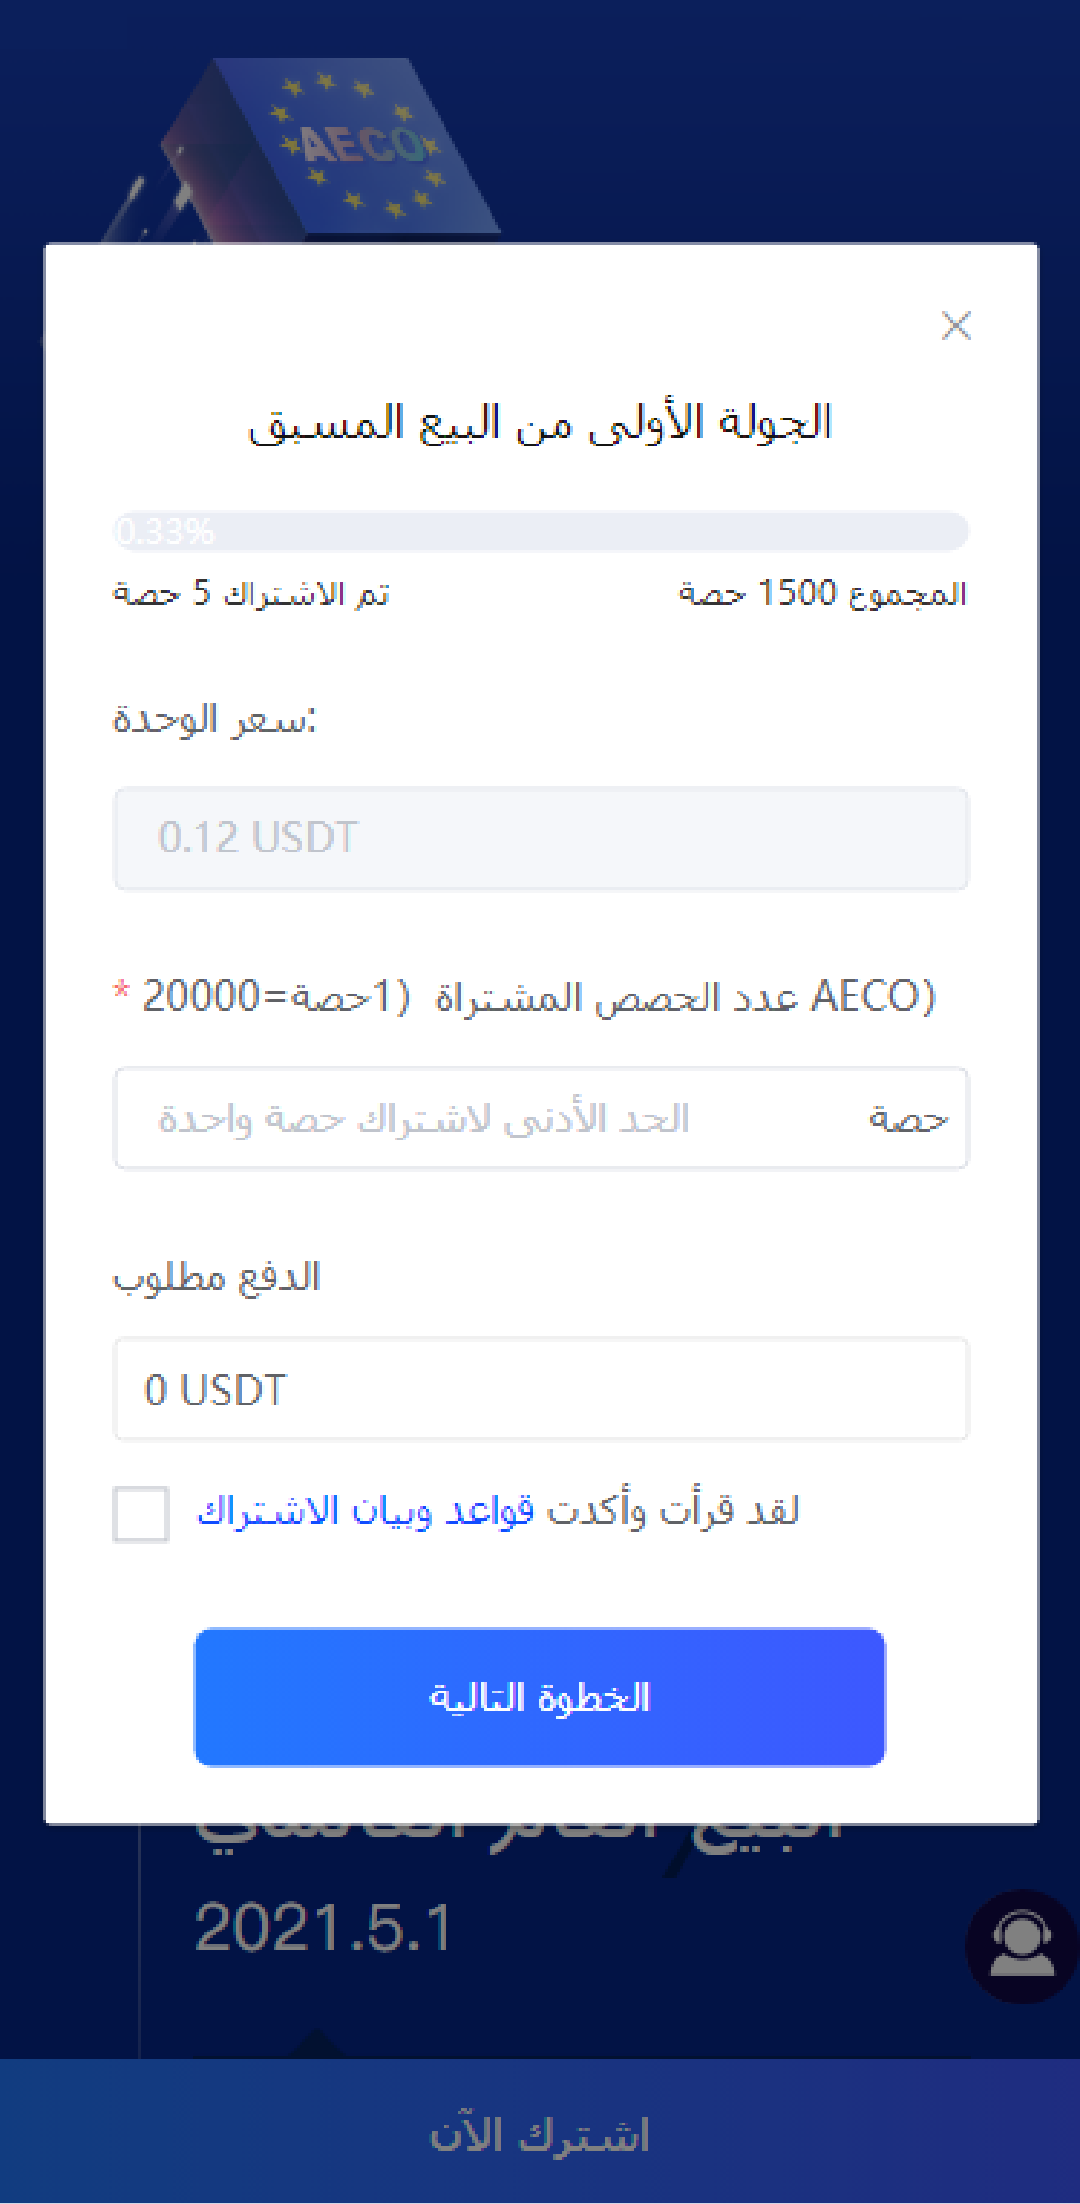 AECO
الجولة الأولى من البيع المسبق
0.33%
تم الاشتراك 5 حصة
المجموع 1500 حصة
سعر الوحدة:
0.12 USDT
* عدد الحصص المشتراة (1حصة=20000 AECO)
الحد الأدنى لاشتراك حصة واحدة
حصة
الدفع مطلوب
0 USDT
لقد قرأت وأكدت قواعد وبيان الاشتراك
الخطوة التالية
2021.5.1
اشترك الآن